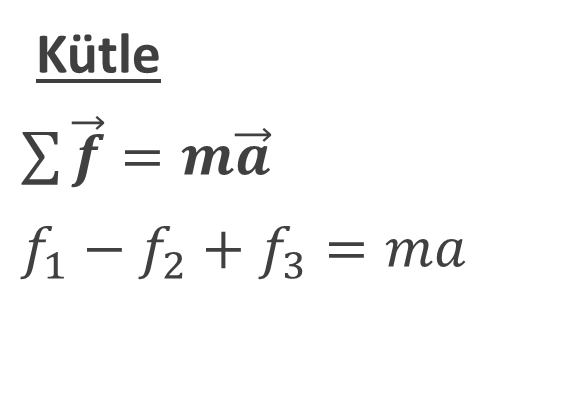 Kütle
∑ f⃗ = ma⃗
f₁ − f₂ + f₃ = ma